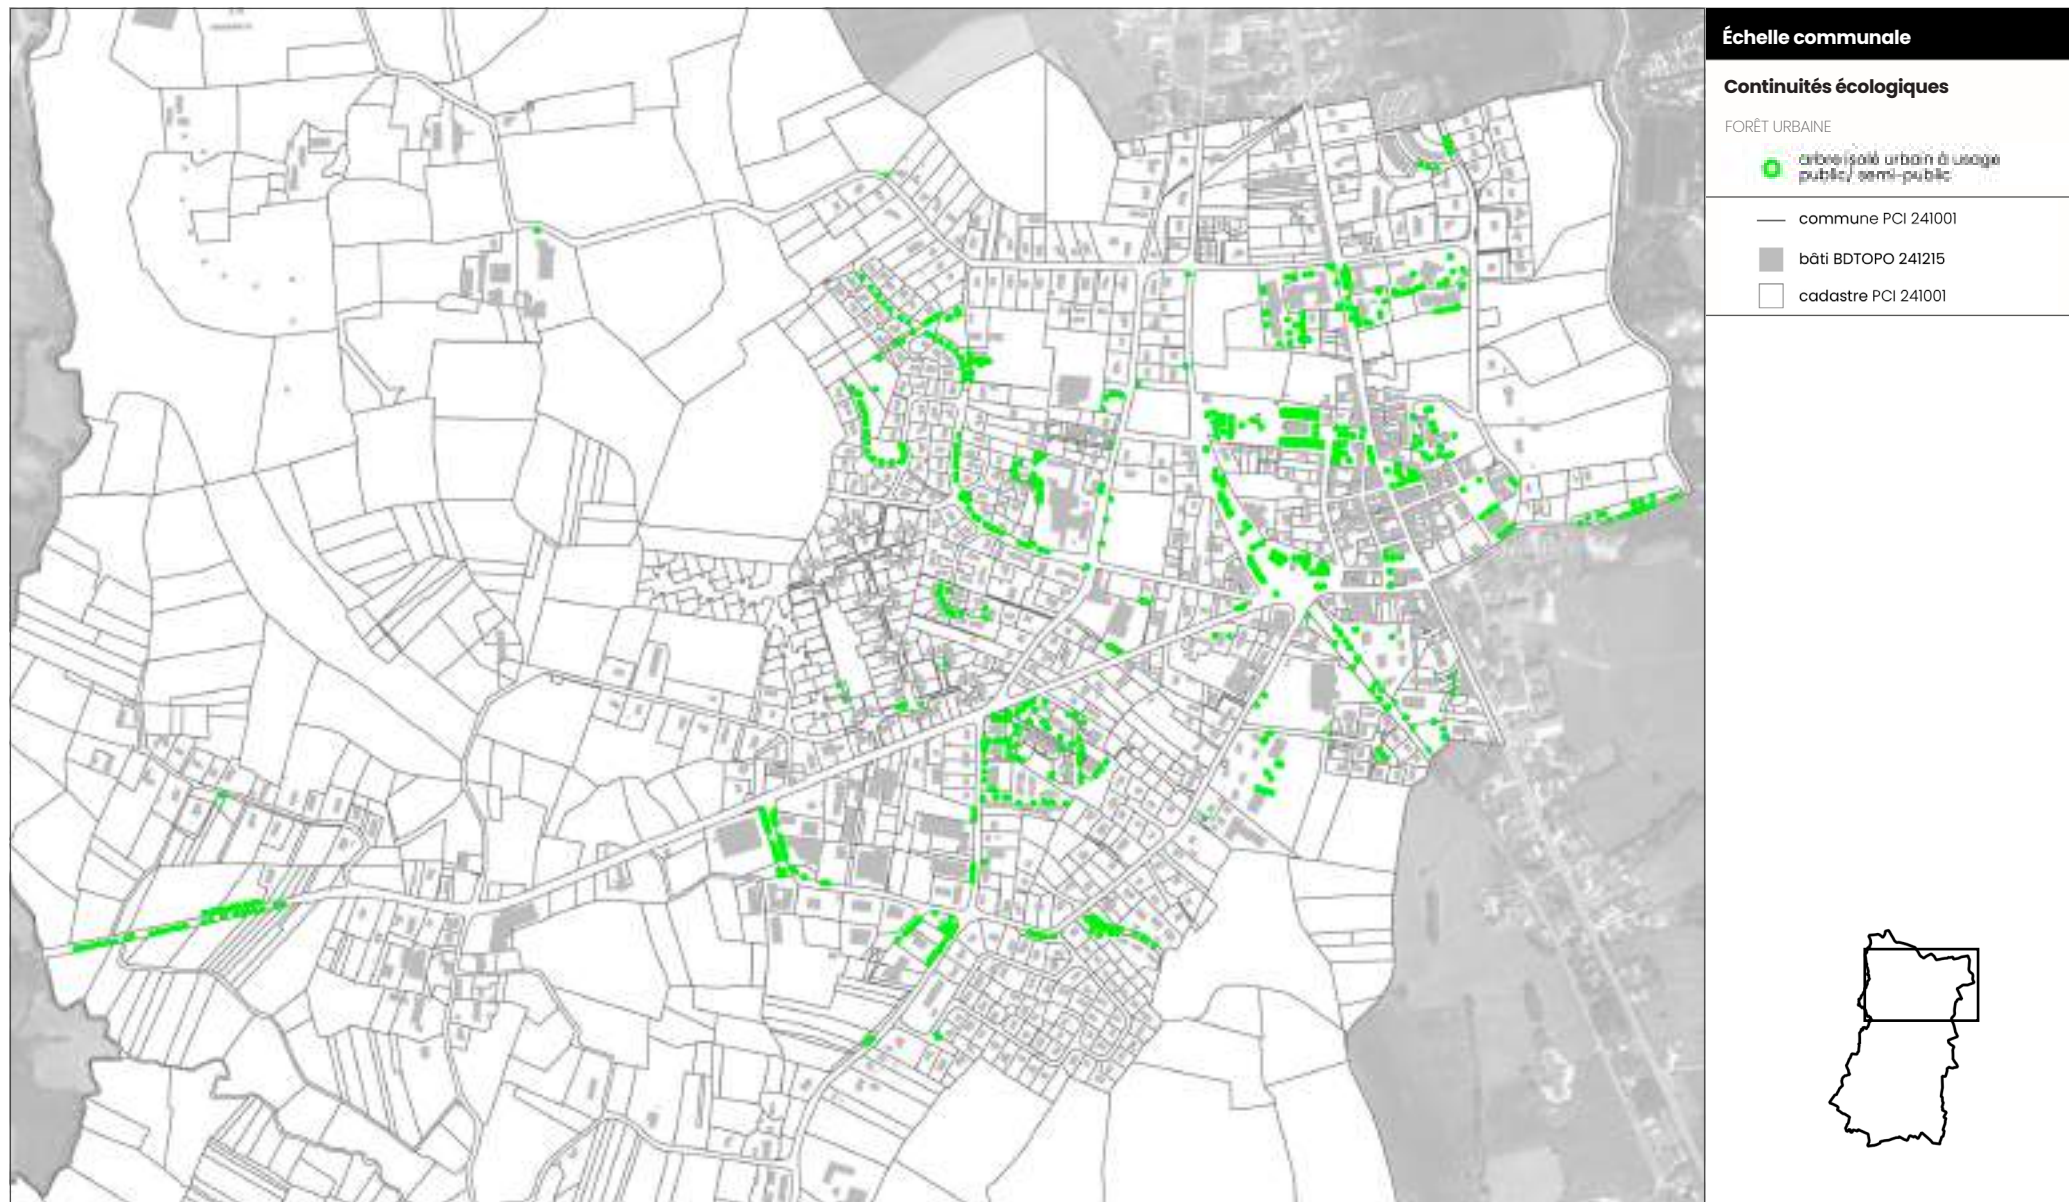 Échelle communale
Continuités écologiques
FORÊT URBAINE
arbre isolé urbain à usage
public/ semi-public
commune PCI 241001
bâti BDTOPO 241215
cadastre PCI 241001